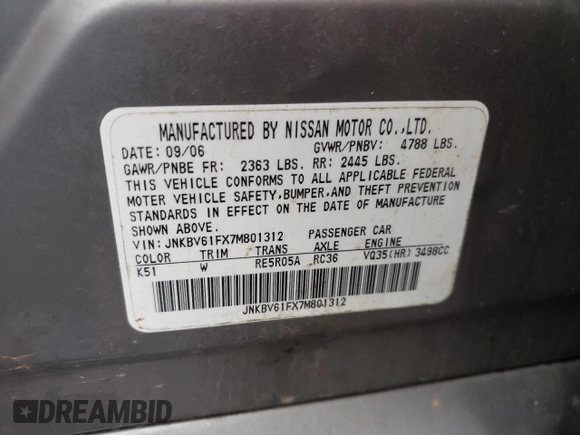 MANUFACTURED BY NISSAN MOTOR CO.,LTD.
DATE: 09/06 GVWR/PNBV: 4788 LBS.
GAWR/PNBE FR: 2363 LBS. RR: 2445 LBS.
THIS VEHICLE CONFORMS TO ALL APPLICABLE FEDERAL
MOTOR VEHICLE SAFETY,BUMPER,AND THEFT PREVENTION
STANDARDS IN EFFECT ON THE DATE OF MANUFACTURE
SHOWN ABOVE.
VIN: JNKBV61FX7M801312 PASSENGER CAR
COLOR TRIM TRANS AXLE ENGINE
K51 W RE5R05A RC36 VQ35(HR) 3498CC
JNKBV61FX7M801312
DREAMBID